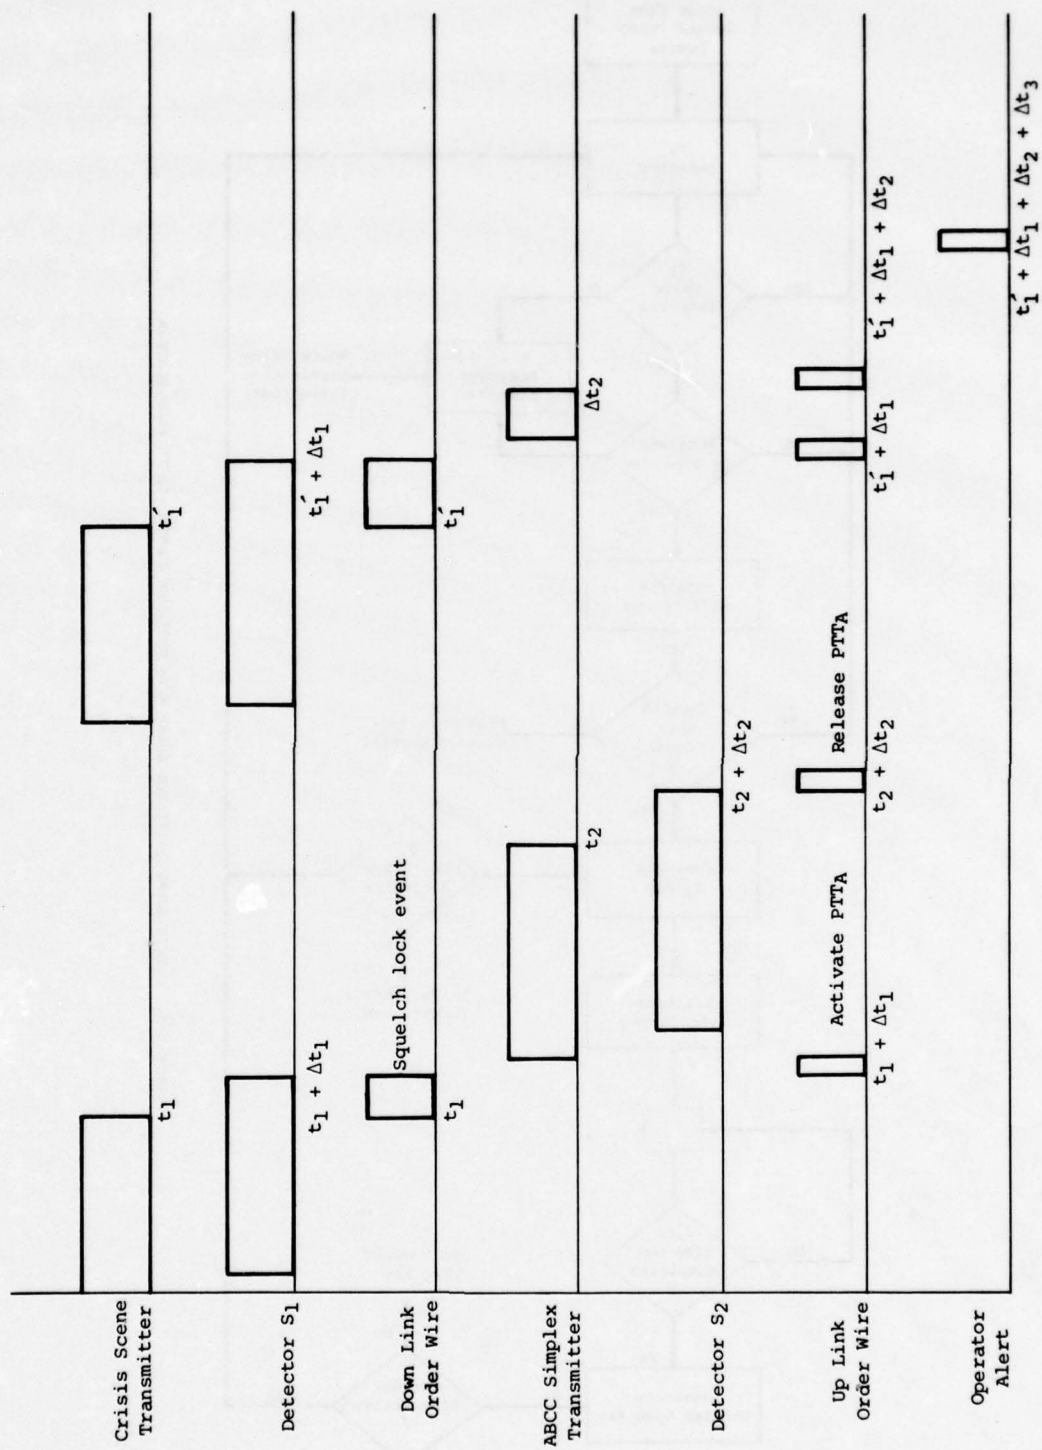 Crisis Scene
Transmitter
t₁
t₁́
Detector S₁
t₁ + Δt₁
t₁́ + Δt₁
Down Link
Order Wire
t₁
Squelch lock event
t₁́
ABCC Simplex
Transmitter
t₂
Δt₂
Detector S₂
t₂ + Δt₂
Up Link
Order Wire
Activate PTTA
Release PTTA
t₁ + Δt₁
t₂ + Δt₂
t₁́ + Δt₁
t₁́ + Δt₁ + Δt₂
Operator
Alert
t₁́ + Δt₁ + Δt₂ + Δt₃